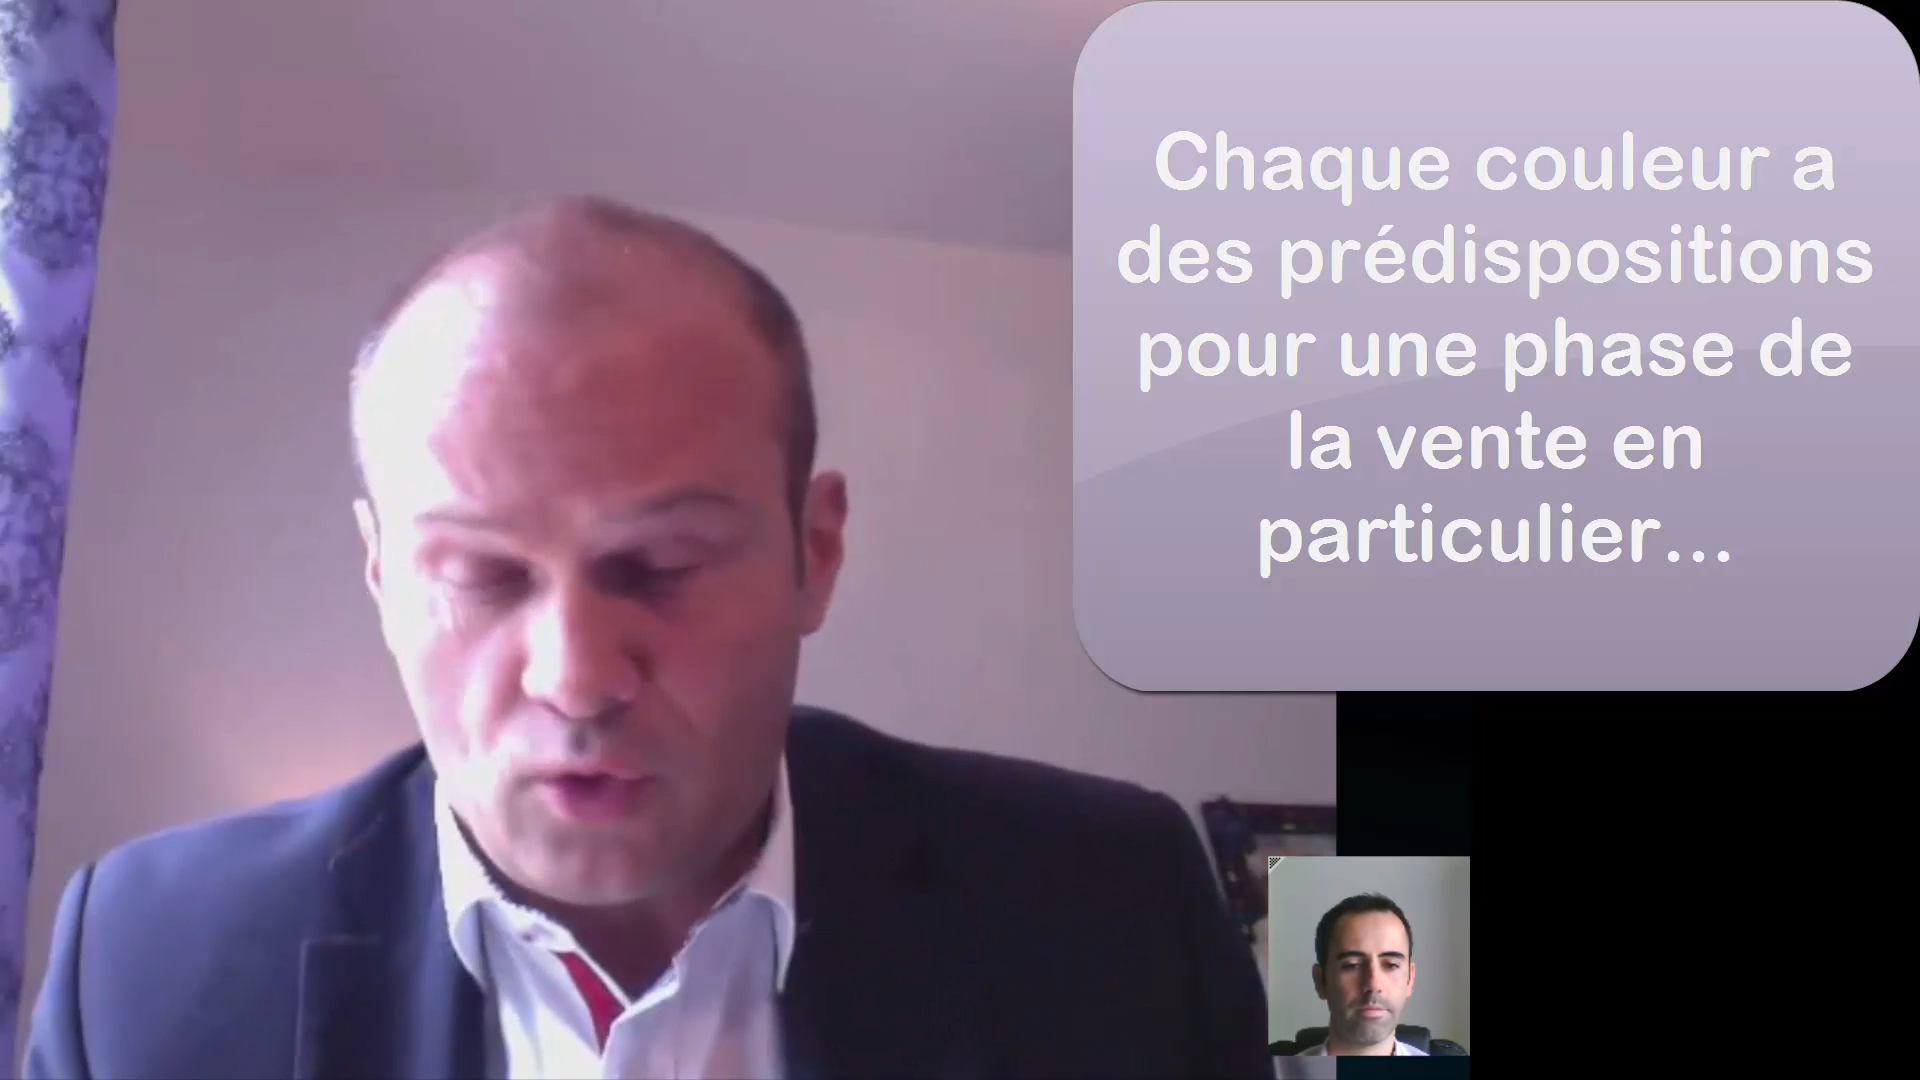 Chaque couleur a
des prédispositions
pour une phase de
la vente en
particulier...